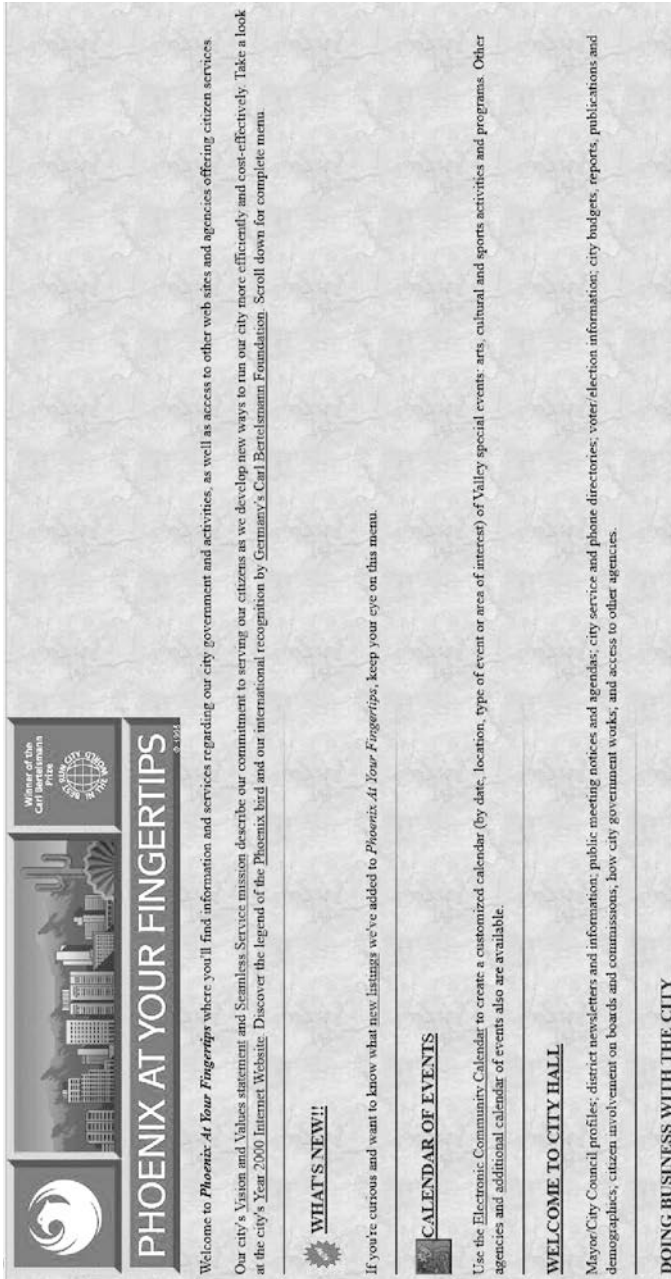 Winner of the
Carl Bertelsmann
Prize
SUN CITY
BEST
IN THE
WORLD
PHOENIX AT YOUR FINGERTIPS
© 1994
Welcome to Phoenix At Your Fingertips where you'll find information and services regarding our city government and activities, as well as access to other web sites and agencies offering citizen services.
Our city's Vision and Values statement and Seamless Service mission describe our commitment to serving our citizens as we develop new ways to run our city more efficiently and cost-effectively. Take a look
at the city's Year 2000 Internet Website. Discover the legend of the Phoenix bird and our international recognition by Germany's Carl Bertelsmann Foundation. Scroll down for complete menu.
WHAT'S NEW!!
If you're curious and want to know what new listings we've added to Phoenix At Your Fingertips, keep your eye on this menu.
CALENDAR OF EVENTS
Use the Electronic Community Calendar to create a customized calendar (by date, location, type of event or area of interest) of Valley special events: arts, cultural and sports activities and programs. Other
agencies and additional calendar of events also are available.
WELCOME TO CITY HALL
Mayor/City Council profiles; district newsletters and information; public meeting notices and agendas; city service and phone directories; voter/election information; city budgets, reports, publications and
demographics; citizen involvement on boards and commissions, how city government works, and access to other agencies.
DOING BUSINESS WITH THE CITY